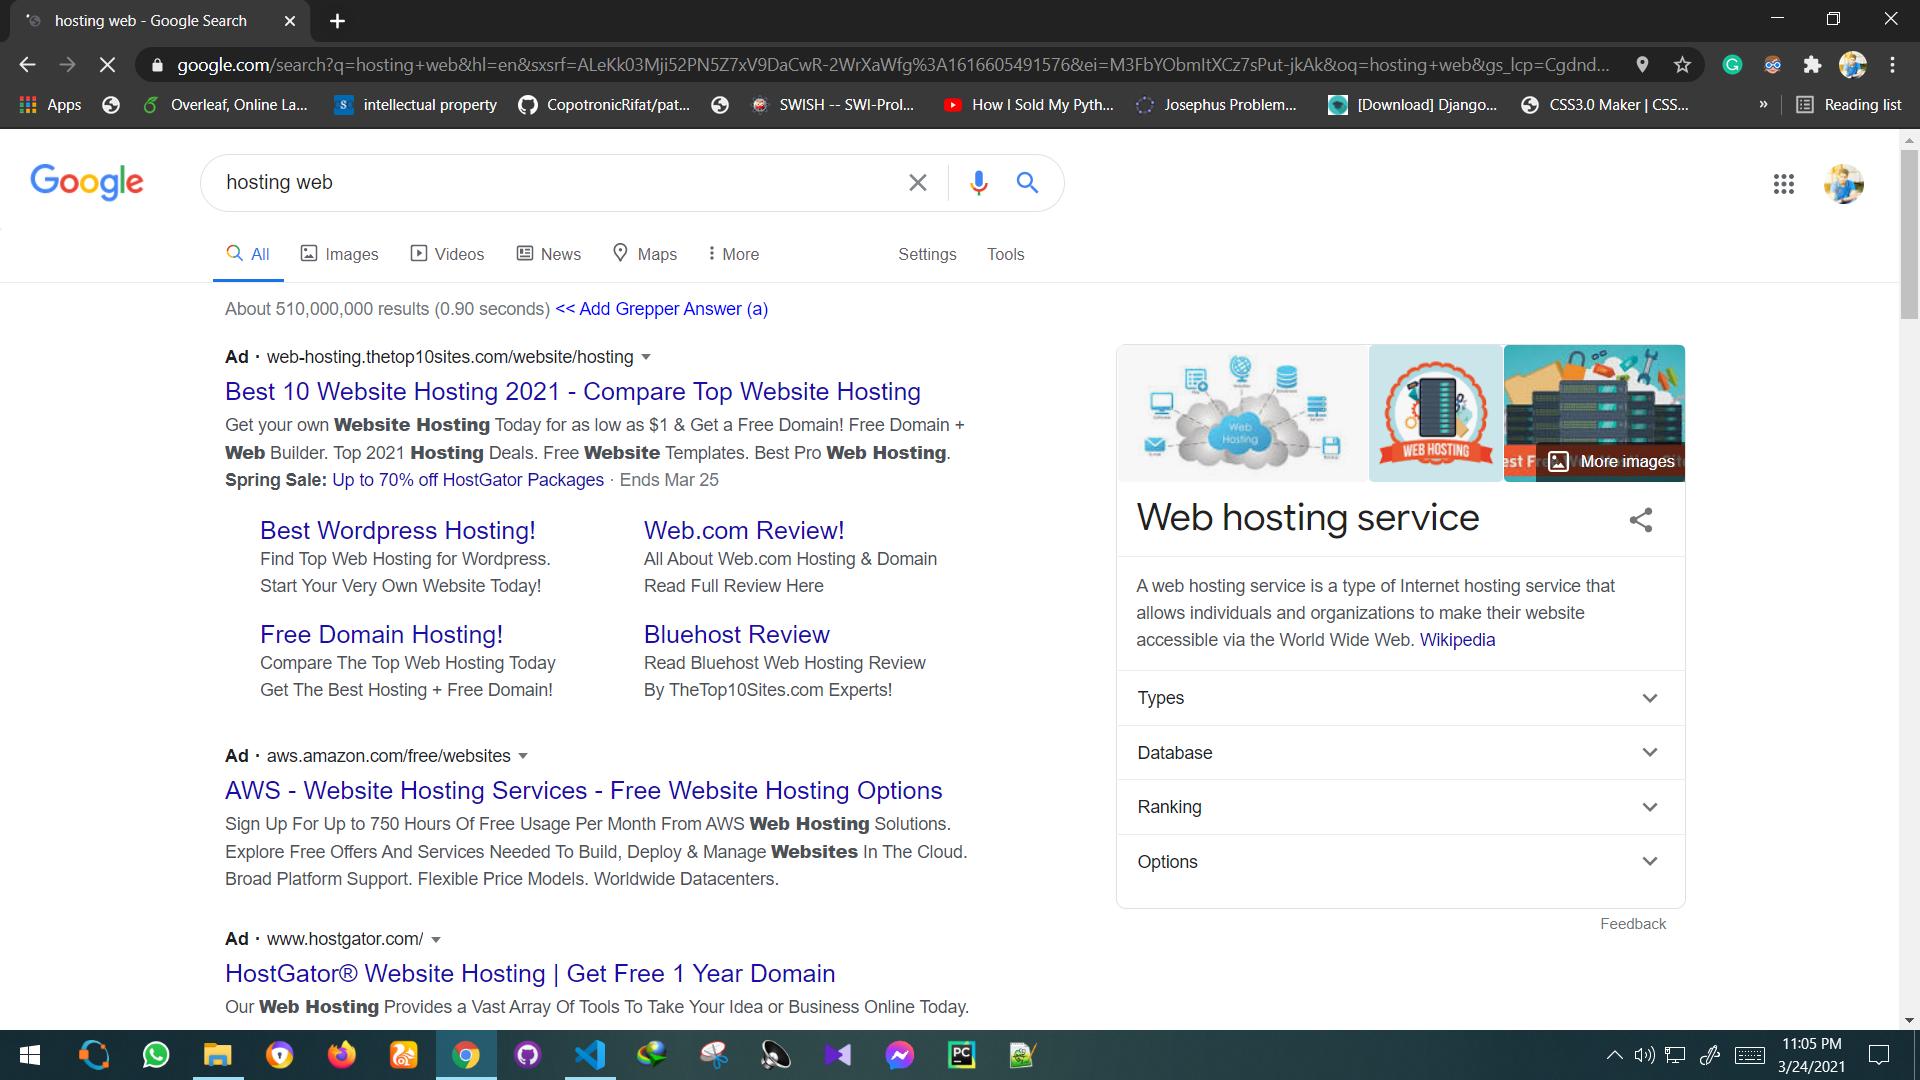 hosting web - Google Search
google.com/search?q=hosting+web&hl=en&sxsrf=ALeKk03Mji52PN5Z7xV9DaCwR-2WrXaWfg%3A1616605491576&ei=M3FbYObmItXCz7sPut-jkAk&oq=hosting+web&gs_lcp=Cgdnd...
Apps
Overleaf, Online La...
intellectual property
CopotronicRifat/pat...
SWISH -- SWI-Prol...
How I Sold My Pyth...
Josephus Problem...
[Download] Django...
CSS3.0 Maker | CSS...
»
Reading list
Google
hosting web
All
Images
Videos
News
Maps
More
Settings
Tools
About 510,000,000 results (0.90 seconds) << Add Grepper Answer (a)
Ad · web-hosting.thetop10sites.com/website/hosting
Best 10 Website Hosting 2021 - Compare Top Website Hosting
Get your own Website Hosting Today for as low as $1 & Get a Free Domain! Free Domain +
Web Builder. Top 2021 Hosting Deals. Free Website Templates. Best Pro Web Hosting.
Spring Sale: Up to 70% off HostGator Packages · Ends Mar 25
Best Wordpress Hosting!
Find Top Web Hosting for Wordpress.
Start Your Very Own Website Today!
Web.com Review!
All About Web.com Hosting & Domain
Read Full Review Here
Free Domain Hosting!
Compare The Top Web Hosting Today
Get The Best Hosting + Free Domain!
Bluehost Review
Read Bluehost Web Hosting Review
By TheTop10Sites.com Experts!
Ad · aws.amazon.com/free/websites
AWS - Website Hosting Services - Free Website Hosting Options
Sign Up For Up to 750 Hours Of Free Usage Per Month From AWS Web Hosting Solutions.
Explore Free Offers And Services Needed To Build, Deploy & Manage Websites In The Cloud.
Broad Platform Support. Flexible Price Models. Worldwide Datacenters.
Ad · www.hostgator.com/
HostGator® Website Hosting | Get Free 1 Year Domain
Our Web Hosting Provides a Vast Array Of Tools To Take Your Idea or Business Online Today.
Web
Hosting
WEB HOSTING
More images
Web hosting service
A web hosting service is a type of Internet hosting service that
allows individuals and organizations to make their website
accessible via the World Wide Web. Wikipedia
Types
Database
Ranking
Options
Feedback
PC
11:05 PM
3/24/2021